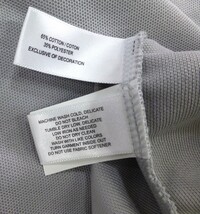 65% COTTON / COTON
35% POLYESTER
EXCLUSIVE OF DECORATION
MACHINE WASH COLD, DELICATE
DO NOT BLEACH
TUMBLE DRY LOW, DELICATE
LOW IRON AS NEEDED
DO NOT DRY CLEAN
WASH WITH LIKE COLORS
TURN GARMENT INSIDE OUT
DO NOT USE FABRIC SOFTENER